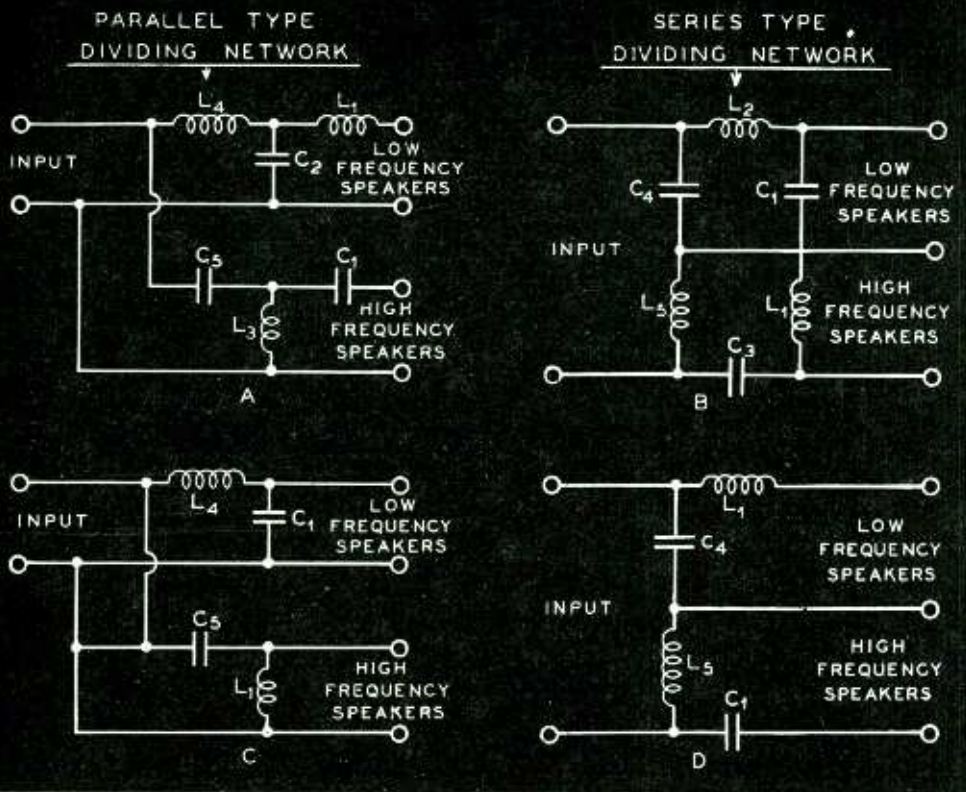 PARALLEL TYPE
DIVIDING NETWORK
L4
L1
INPUT
C2
LOW
FREQUENCY
SPEAKERS
C5
C1
L3
HIGH
FREQUENCY
SPEAKERS
A
SERIES TYPE
DIVIDING NETWORK
L2
C4
C1
LOW
FREQUENCY
SPEAKERS
INPUT
L5
L1
HIGH
FREQUENCY
SPEAKERS
C3
B
L4
INPUT
C1
LOW
FREQUENCY
SPEAKERS
C5
L1
HIGH
FREQUENCY
SPEAKERS
C
L1
C4
LOW
FREQUENCY
SPEAKERS
INPUT
L5
HIGH
FREQUENCY
SPEAKERS
C1
D